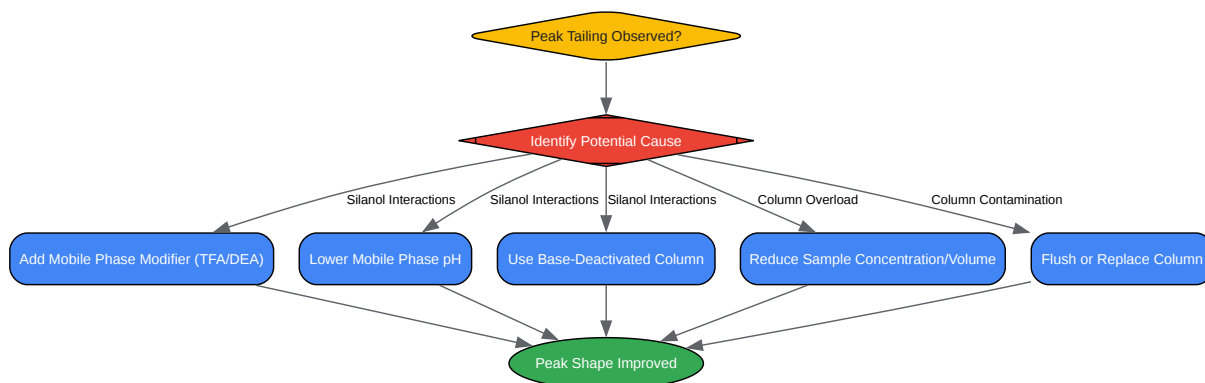 Peak Tailing Observed?
Identify Potential Cause
Silanol Interactions
Silanol Interactions
Silanol Interactions
Column Overload
Column Contamination
Add Mobile Phase Modifier (TFA/DEA)
Lower Mobile Phase pH
Use Base-Deactivated Column
Reduce Sample Concentration/Volume
Flush or Replace Column
Peak Shape Improved